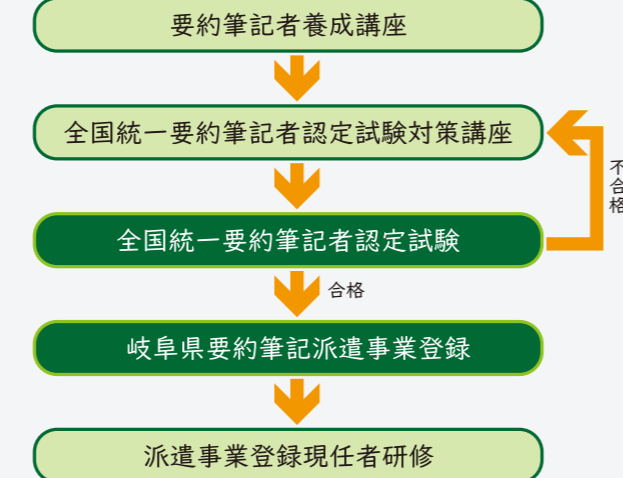 要約筆記者養成講座
全国統一要約筆記者認定試験対策講座
不合格
全国統一要約筆記者認定試験
合格
岐阜県要約筆記派遣事業登録
派遣事業登録現任者研修